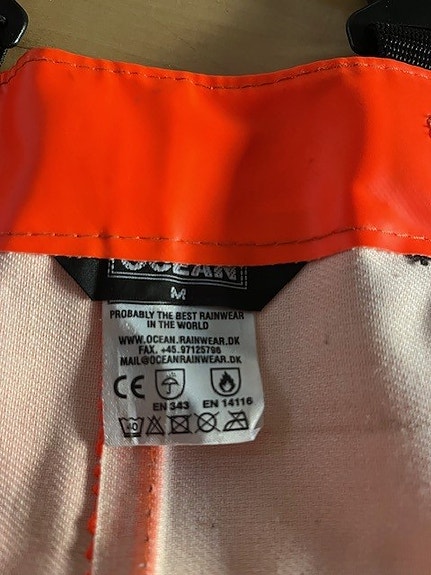 OCEAN
M
PROBABLY THE BEST RAINWEAR
IN THE WORLD
WWW.OCEAN.RAINWEAR.DK
FAX. +45.97125798
MAIL@OCEANRAINWEAR.DK
CE
EN 343 EN 14116
40